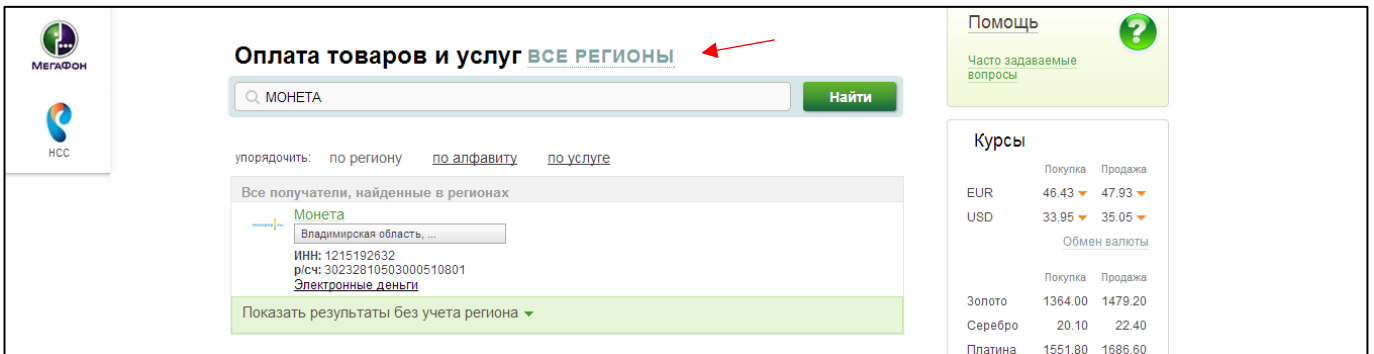 МЕГАФОН
НСС
Оплата товаров и услуг ВСЕ РЕГИОНЫ
МОНЕТА
Найти
упорядочить: по региону по алфавиту по услуге
Все получатели, найденные в регионах
Монета
Владимирская область, ...
ИНН: 1215192632
р/сч: 30232810503000510801
Электронные деньги
Показать результаты без учета региона
Помощь
?
Часто задаваемые
вопросы
Курсы
Покупка Продажа
EUR 46.43 47.93
USD 33.95 35.05
Обмен валюты
Покупка Продажа
Золото 1364.00 1479.20
Серебро 20.10 22.40
Платина 1551.80 1686.60